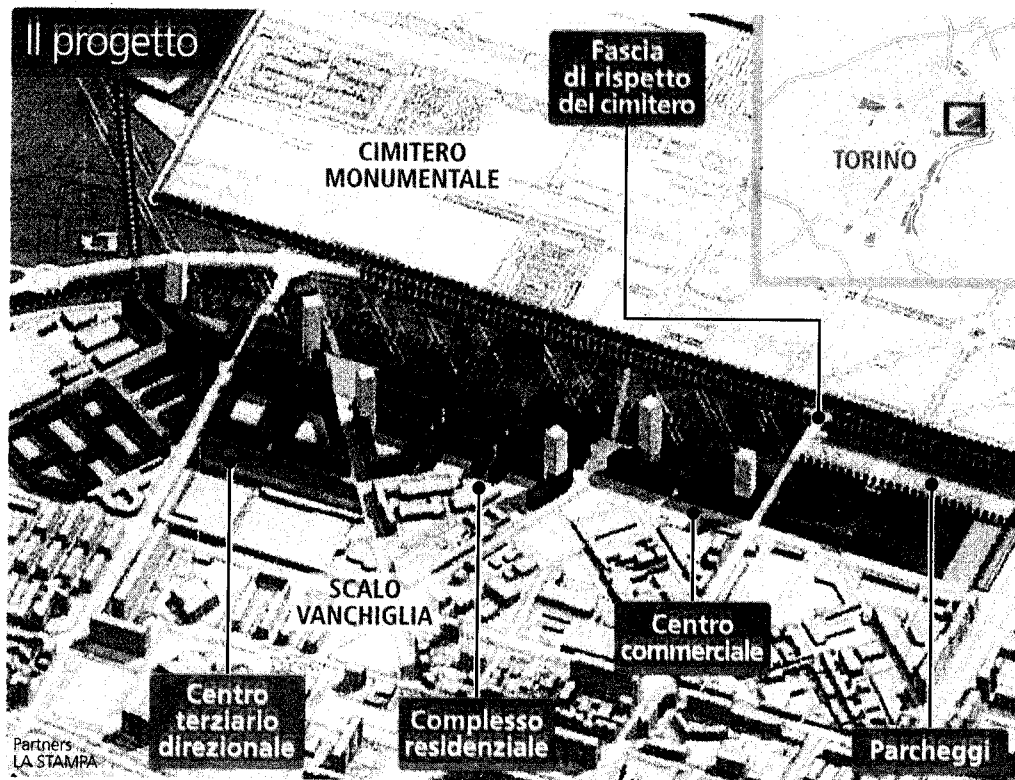 Il progetto
Fascia
di rispetto
del cimitero
CIMITERO
MONUMENTALE
TORINO
SCALO
VANCHIGLIA
Centro
commerciale
Centro
terziario
direzionale
Complesso
residenziale
Parcheggi
Partners
LA STAMPA